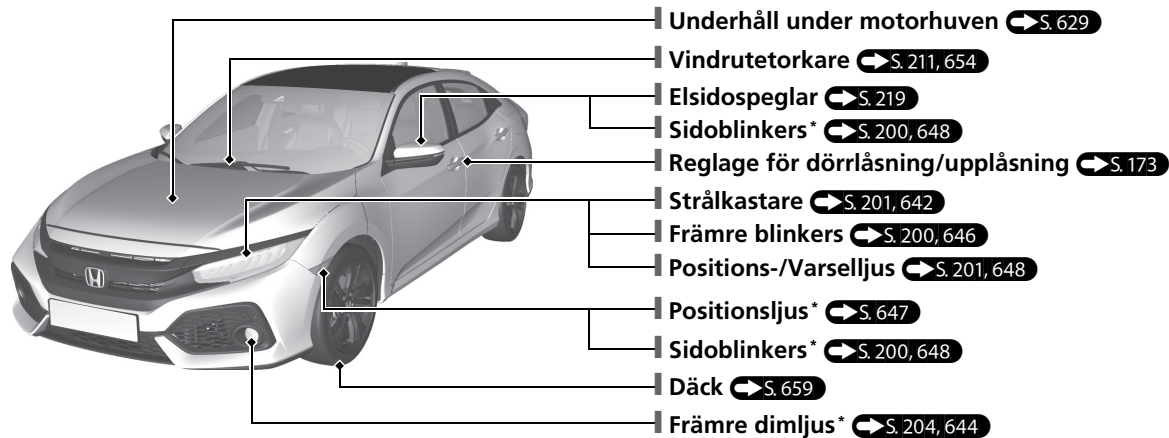 Underhåll under motorhuven S. 629
Vindrutetorkare S. 211, 654
Elsidospeglar S. 219
Sidoblinkers* S. 200, 648
Reglage för dörrlåsning/upplåsning S. 173
Strålkastare S. 201, 642
Främre blinkers S. 200, 646
Positions-/Varselljus S. 201, 648
Positionsljus* S. 647
Sidoblinkers* S. 200, 648
Däck S. 659
Främre dimljus* S. 204, 644